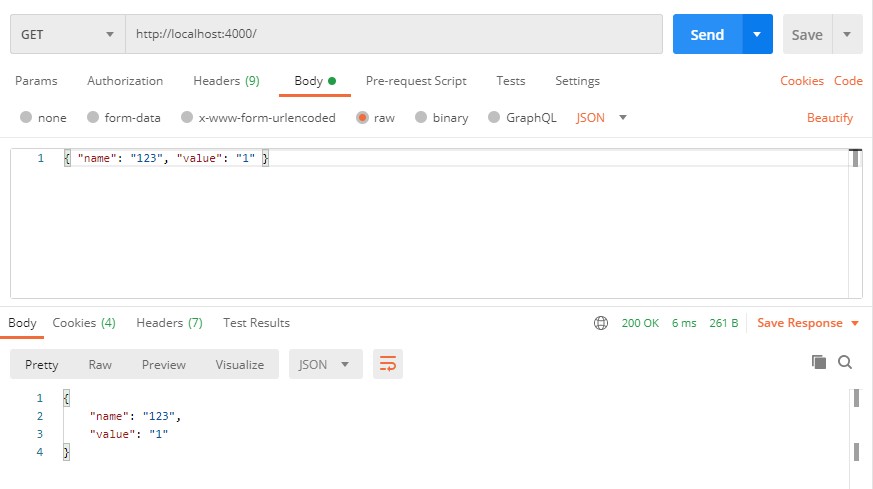 GET http://localhost:4000/ Send Save
Params Authorization Headers (9) Body Pre-request Script Tests Settings Cookies Code
none form-data x-www-form-urlencoded raw binary GraphQL JSON Beautify
1 { "name": "123", "value": "1" }
Body Cookies (4) Headers (7) Test Results 200 OK 6 ms 261 B Save Response
Pretty Raw Preview Visualize JSON
1 {
2 "name": "123",
3 "value": "1"
4 }